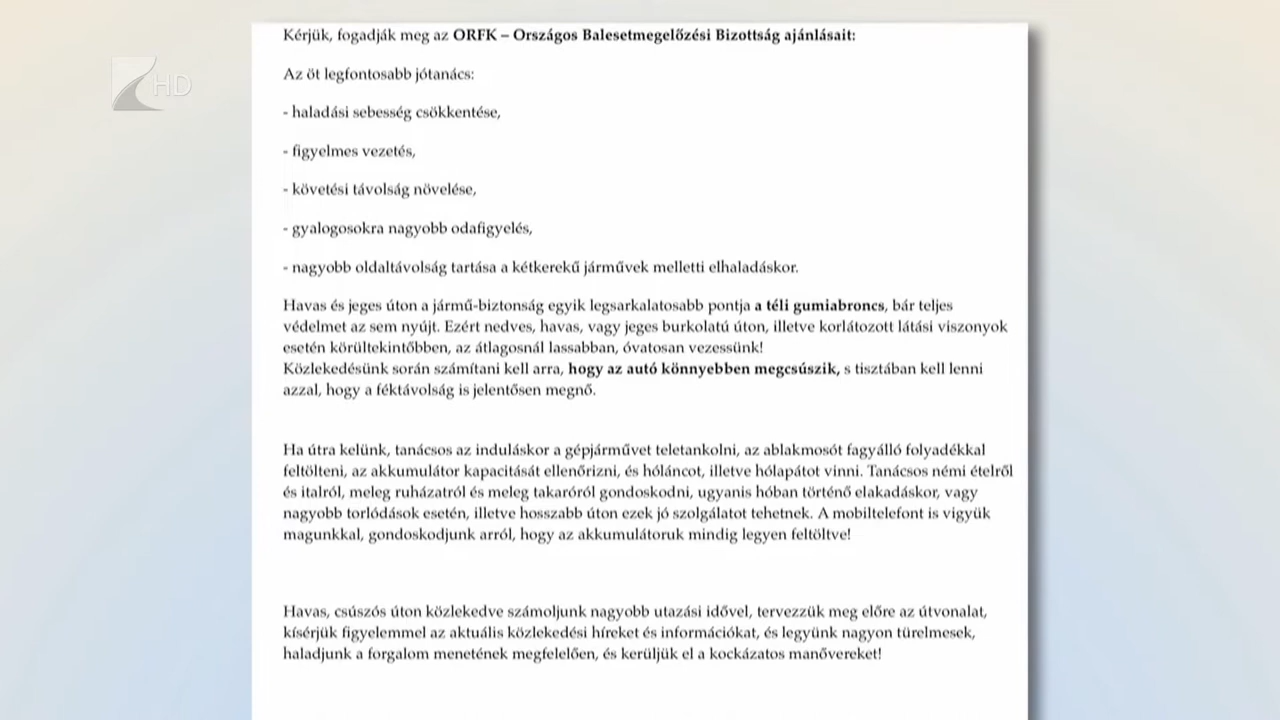 Kérjük, fogadják meg az ORFK – Országos Balesetmegelőzési Bizottság ajánlásait:
HD
Az öt legfontosabb jótanács:
- haladási sebesség csökkentése,
- figyelmes vezetés,
- követési távolság növelése,
- gyalogosokra nagyobb odafigyelés,
- nagyobb oldaltávolság tartása a kétkerekű járművek melletti elhaladáskor.
Havas és jeges úton a jármű-biztonság egyik legsarkalatosabb pontja a téli gumiabroncs, bár teljes
védelmet az sem nyújt. Ezért nedves, havas, vagy jeges burkolatú úton, illetve korlátozott látási viszonyok
esetén körültekintőbben, az átlagosnál lassabban, óvatosan vezessünk!
Közlekedésünk során számítani kell arra, hogy az autó könnyebben megcsúszik, s tisztában kell lenni
azzal, hogy a féktávolság is jelentősen megnő.
Ha útra kelünk, tanácsos az induláskor a gépjárművet teletankolni, az ablakmosót fagyálló folyadékkal
feltölteni, az akkumulátor kapacitását ellenőrizni, és hóláncot, illetve hólapátot vinni. Tanácsos némi ételről
és italról, meleg ruházatról és meleg takaróról gondoskodni, ugyanis hóban történő elakadáskor, vagy
nagyobb torlódások esetén, illetve hosszabb úton ezek jó szolgálatot tehetnek. A mobiltelefont is vigyük
magunkkal, gondoskodjunk arról, hogy az akkumulátoruk mindig legyen feltöltve!
Havas, csúszós úton közlekedve számoljunk nagyobb utazási idővel, tervezzük meg előre az útvonalat,
kísérjük figyelemmel az aktuális közlekedési híreket és információkat, és legyünk nagyon türelmesek,
haladjunk a forgalom menetének megfelelően, és kerüljük el a kockázatos manővereket!